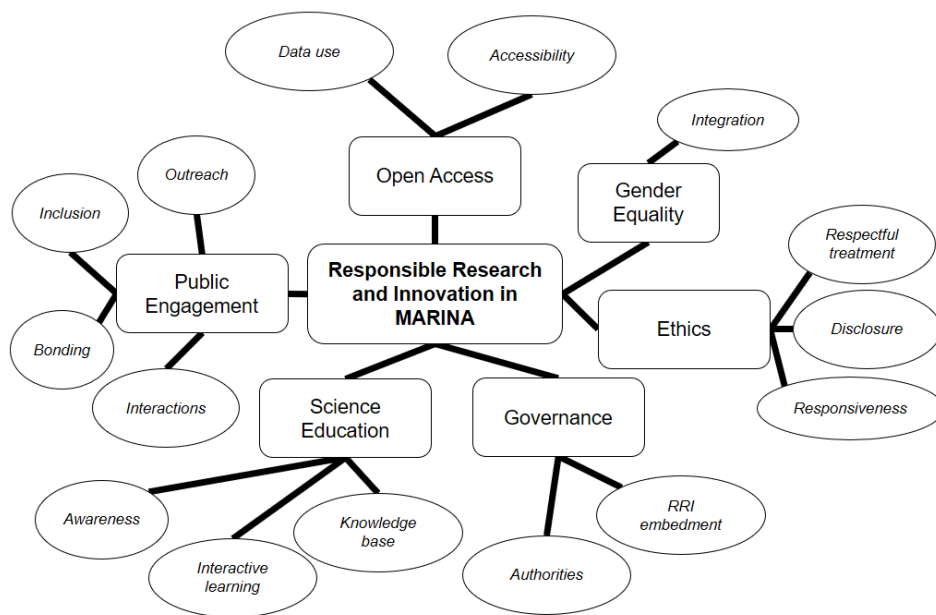 Data use
Accessibility
Integration
Open Access
Outreach
Gender
Equality
Inclusion
Respectful
treatment
Public
Engagement
Responsible Research
and Innovation in
MARINA
Ethics
Disclosure
Bonding
Interactions
Science
Education
Governance
Responsiveness
Awareness
Knowledge
base
RRI
embedment
Interactive
learning
Authorities